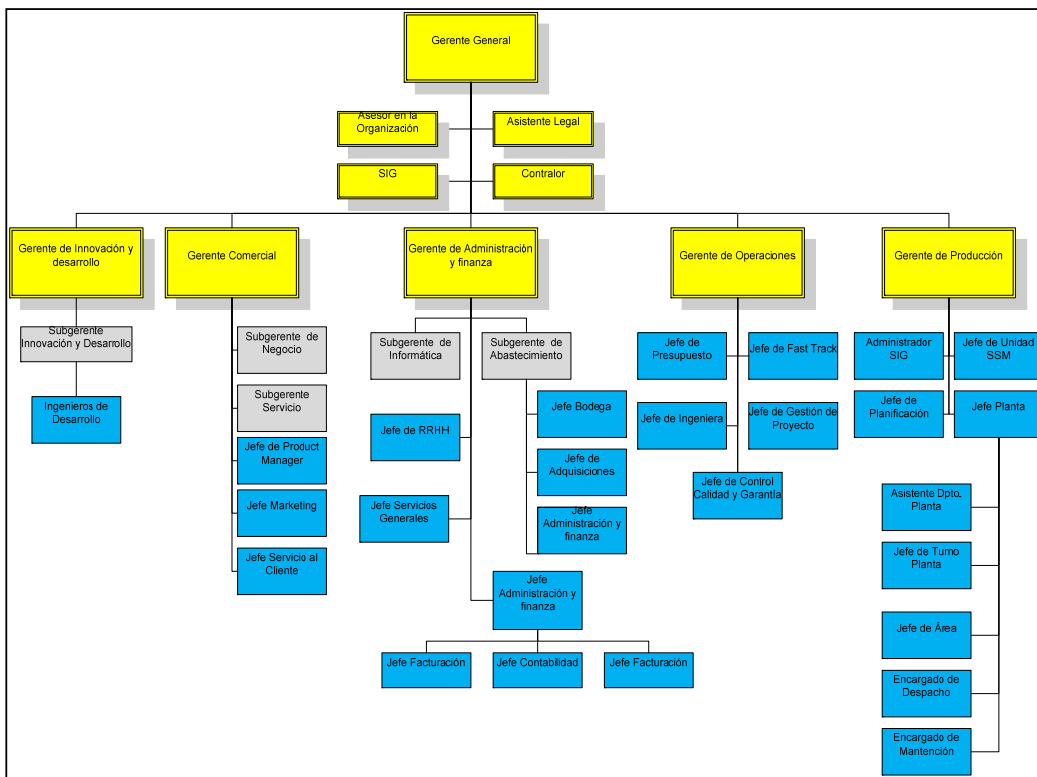 Gerente General
Asesor en la
Organización
Asistente Legal
SIG
Contralor
Gerente de Innovación y
desarrollo
Gerente Comercial
Gerente de Administración
y finanza
Gerente de Operaciones
Gerente de Producción
Subgerente
Innovación y Desarrollo
Ingenieros de
Desarrollo
Subgerente de
Negocio
Subgerente
Servicio
Jefe de Product
Manager
Jefe Marketing
Jefe Servicio al
Cliente
Subgerente de
Informática
Subgerente de
Abastecimiento
Jefe de RRHH
Jefe Servicios
Generales
Jefe Bodega
Jefe de
Adquisiciones
Jefe
Administración y
finanza
Jefe
Administración y
finanza
Jefe Facturación
Jefe Contabilidad
Jefe Facturación
Jefe de
Presupuesto
Jefe de Fast Track
Jefe de Ingeniera
Jefe de Gestión de
Proyecto
Jefe de Control
Calidad y Garantía
Administrador
SIG
Jefe de Unidad
SSM
Jefe de
Planificación
Jefe Planta
Asistente Dpto.
Planta
Jefe de Turno
Planta
Jefe de Área
Encargado de
Despacho
Encargado de
Mantención